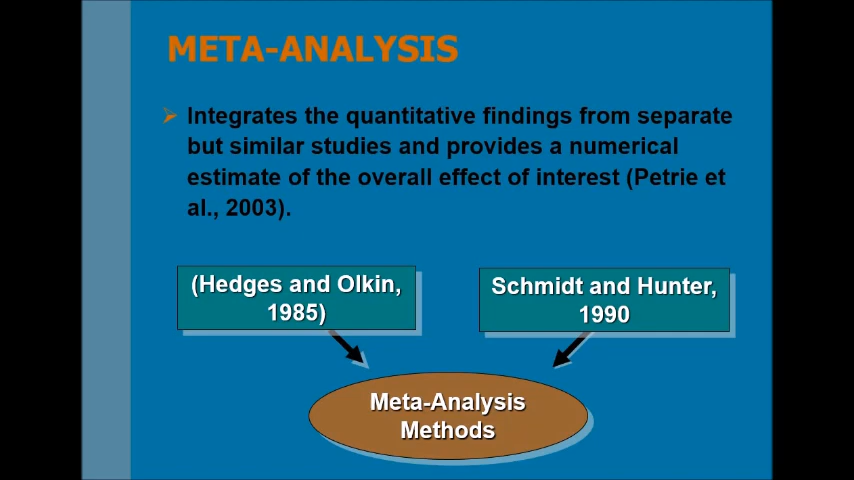 META-ANALYSIS
Integrates the quantitative findings from separate
but similar studies and provides a numerical
estimate of the overall effect of interest (Petrie et
al., 2003).
(Hedges and Olkin,
1985)
Schmidt and Hunter,
1990
Meta-Analysis
Methods